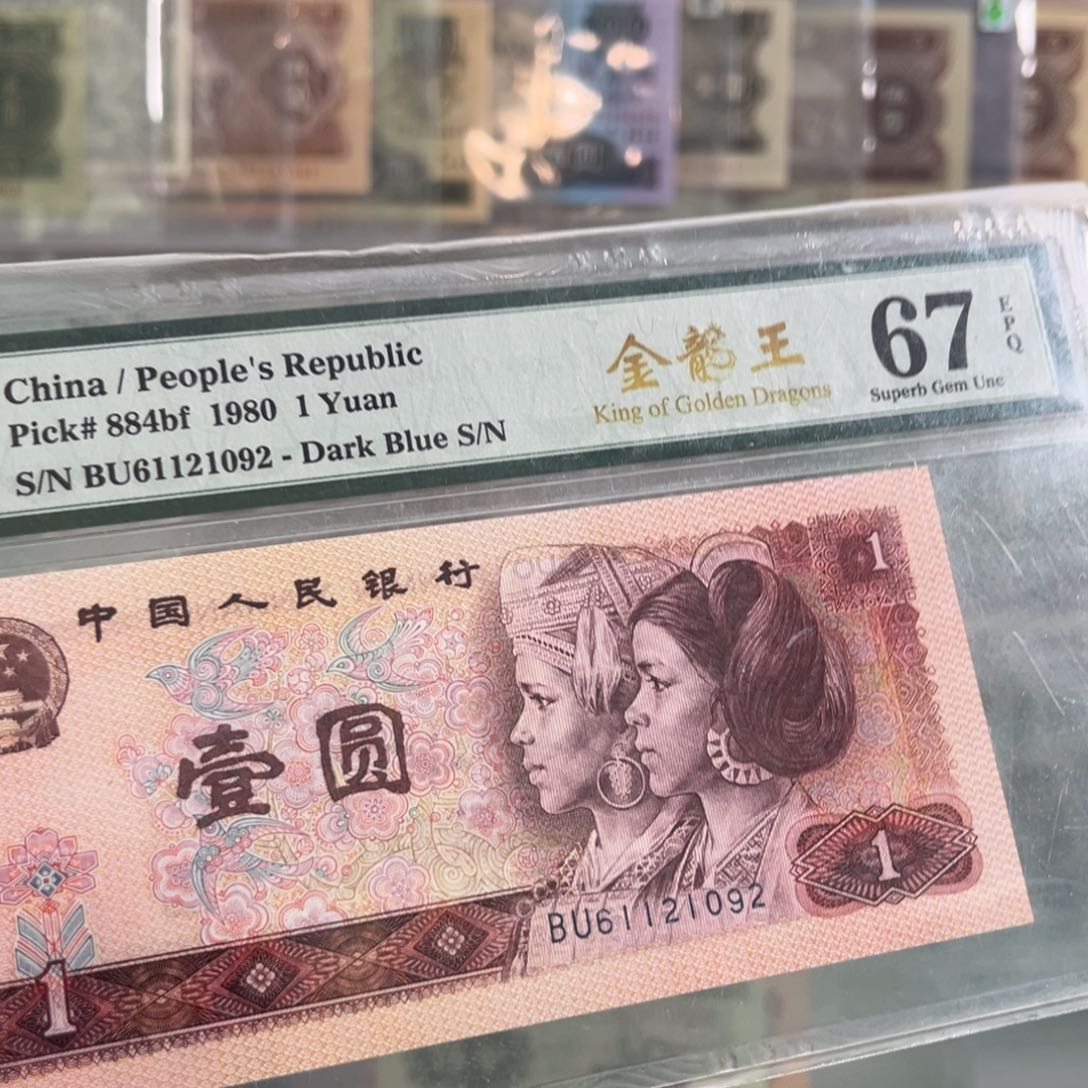 China / People's Republic
Pick# 884bf 1980 1 Yuan
S/N BU61121092 - Dark Blue S/N
金龍王
King of Golden Dragons
67
EPQ
Superb Gem Unc
中国人民银行
1
壹圆
1
BU61121092
1